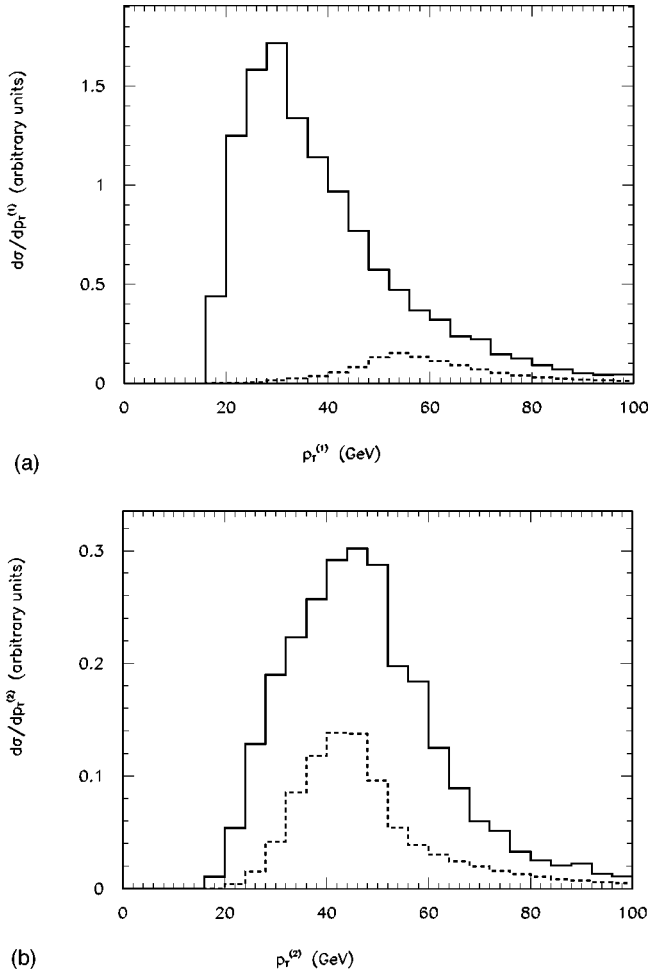 dσ/dp_T^(1) (arbitrary units)
1.5
1
0.5
0
0 20 40 60 80 100
p_T^(1) (GeV)
(a)
dσ/dp_T^(2) (arbitrary units)
0.3
0.2
0.1
0
0 20 40 60 80 100
p_T^(2) (GeV)
(b)